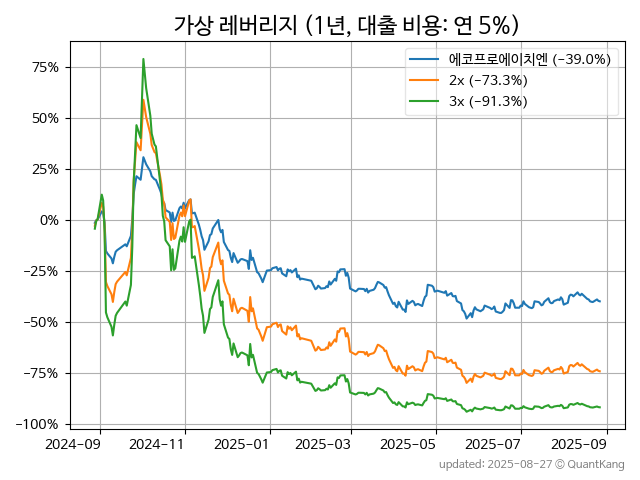 가상 레버리지 (1년, 대출 비용: 연 5%)
에코프로에이치엔 (−39.0%)
2x (−73.3%)
3x (−91.3%)
75%
50%
25%
0%
−25%
−50%
−75%
−100%
2024-09 2024-11 2025-01 2025-03 2025-05 2025-07 2025-09
updated: 2025-08-27 © QuantKang